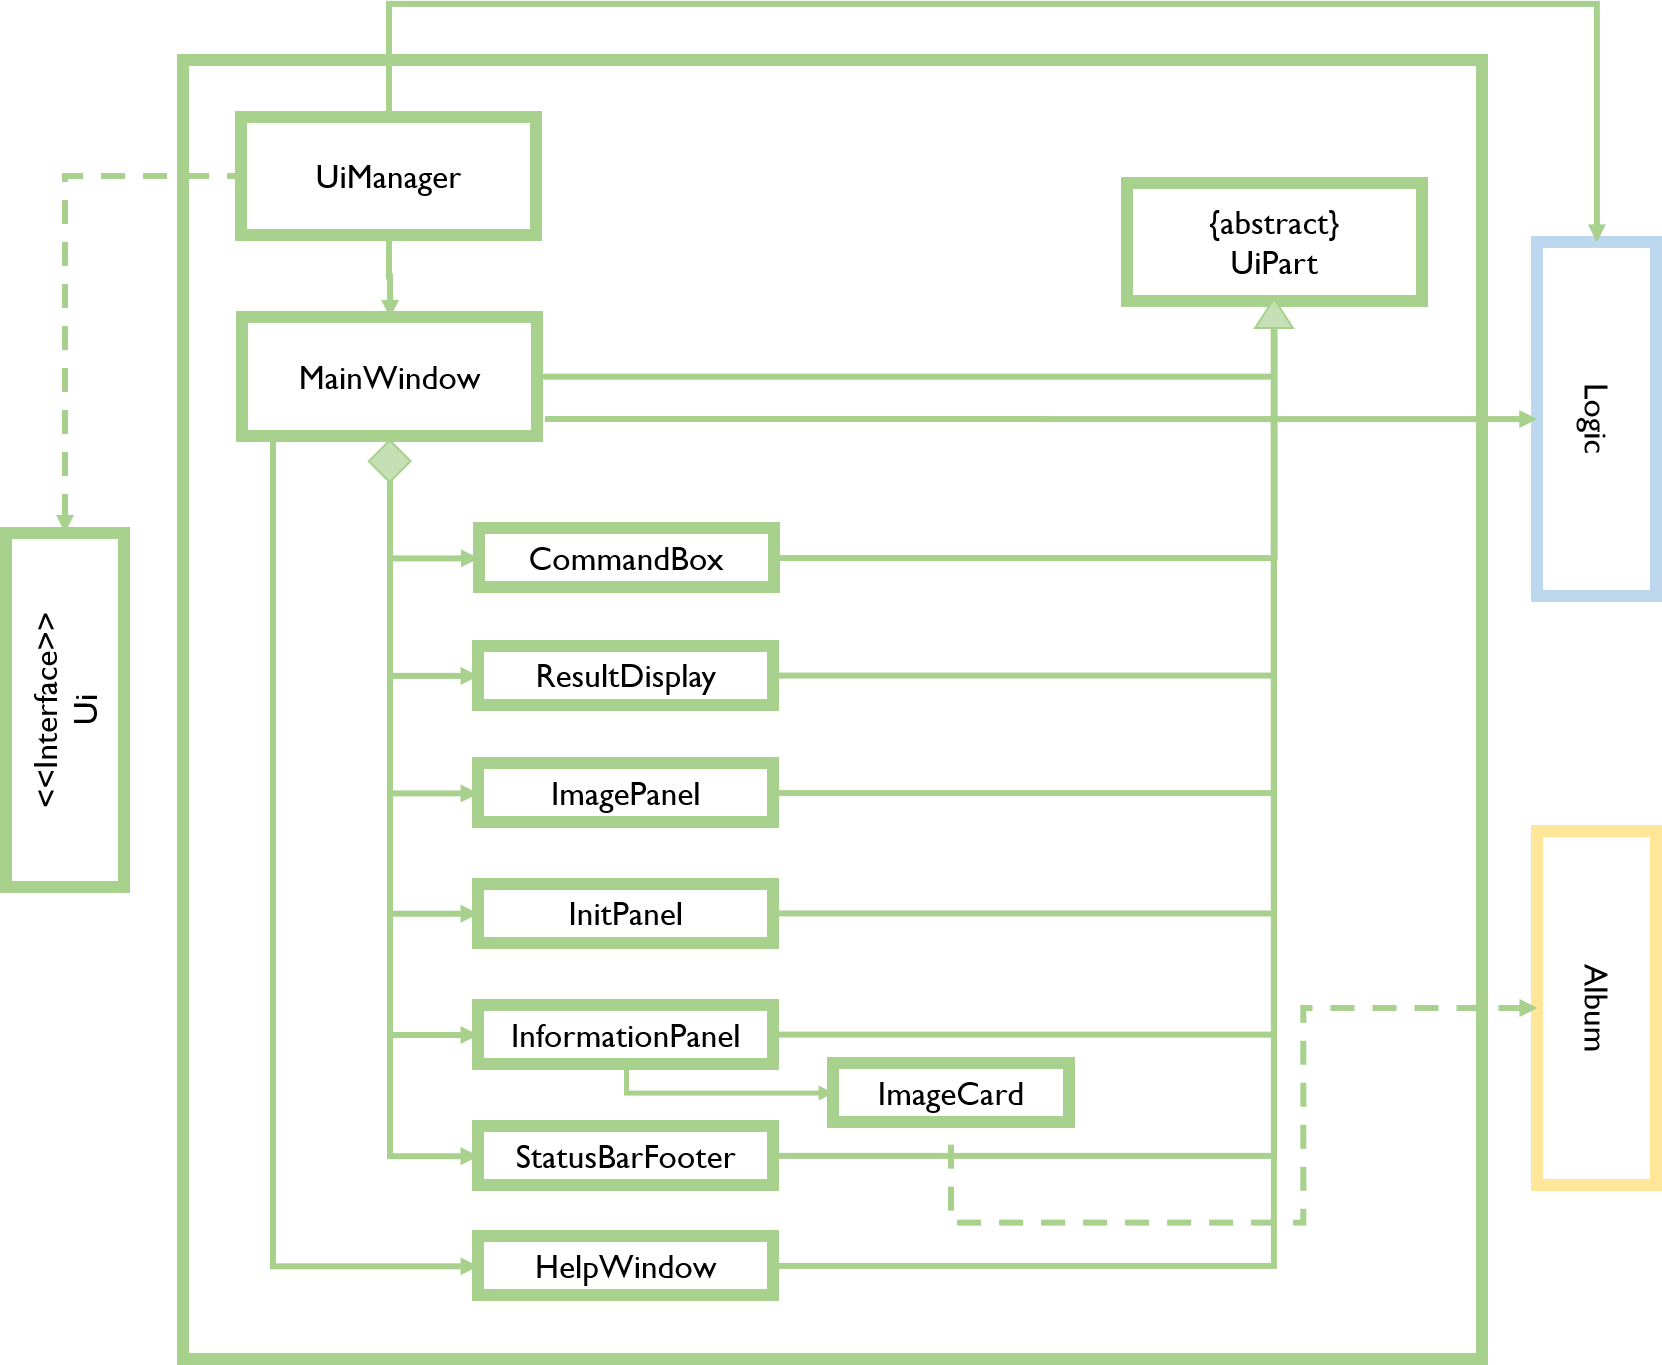 UiManager
{abstract}
UiPart
MainWindow
Logic
CommandBox
<<Interface>>
Ui
ResultDisplay
ImagePanel
InitPanel
Album
InformationPanel
ImageCard
StatusBarFooter
HelpWindow